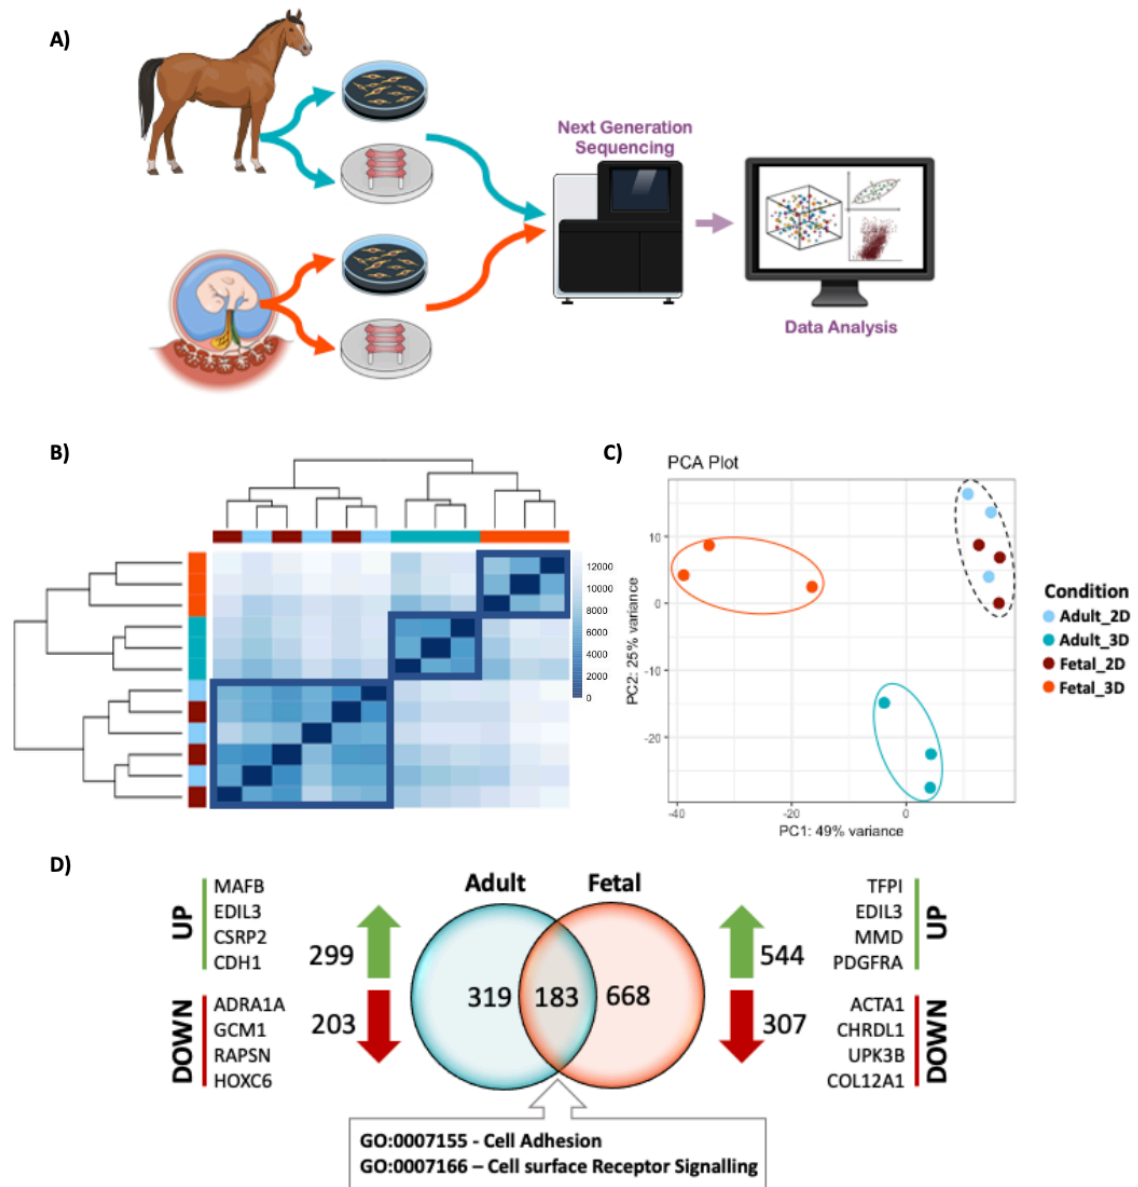 A)
Next Generation
Sequencing
Data Analysis
B)
12000
10000
8000
6000
4000
2000
0
C)
PCA Plot
10
0
-10
-20
-40
-20
0
PC2: 25% variance
PC1: 49% variance
Condition
Adult_2D
Adult_3D
Fetal_2D
Fetal_3D
D)
UP
MAFB
EDIL3
CSRP2
CDH1
DOWN
ADRA1A
GCM1
RAPSN
HOXC6
299
203
Adult
Fetal
319
183
668
544
307
TFPI
EDIL3
MMD
PDGFRA
UP
ACTA1
CHRDL1
UPK3B
COL12A1
DOWN
GO:0007155 - Cell Adhesion
GO:0007166 – Cell surface Receptor Signalling